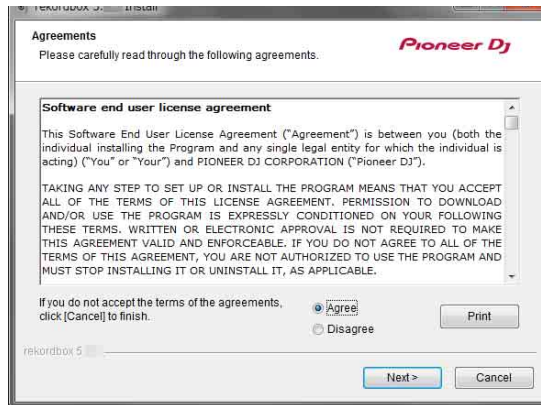 rekordbox 5. Install
Agreements
Please carefully read through the following agreements.
Pioneer Dj
Software end user license agreement
This Software End User License Agreement (“Agreement”) is between you (both the
individual installing the Program and any single legal entity for which the individual is
acting) (“You” or “Your”) and PIONEER DJ CORPORATION (“Pioneer DJ”).
TAKING ANY STEP TO SET UP OR INSTALL THE PROGRAM MEANS THAT YOU ACCEPT
ALL OF THE TERMS OF THIS LICENSE AGREEMENT. PERMISSION TO DOWNLOAD
AND/OR USE THE PROGRAM IS EXPRESSLY CONDITIONED ON YOUR FOLLOWING
THESE TERMS. WRITTEN OR ELECTRONIC APPROVAL IS NOT REQUIRED TO MAKE
THIS AGREEMENT VALID AND ENFORCEABLE. IF YOU DO NOT AGREE TO ALL OF THE
TERMS OF THIS AGREEMENT, YOU ARE NOT AUTHORIZED TO USE THE PROGRAM AND
MUST STOP INSTALLING IT OR UNINSTALL IT, AS APPLICABLE.
If you do not accept the terms of the agreements,
click [Cancel] to finish.
Agree
Disagree
Print
rekordbox 5
Next >
Cancel